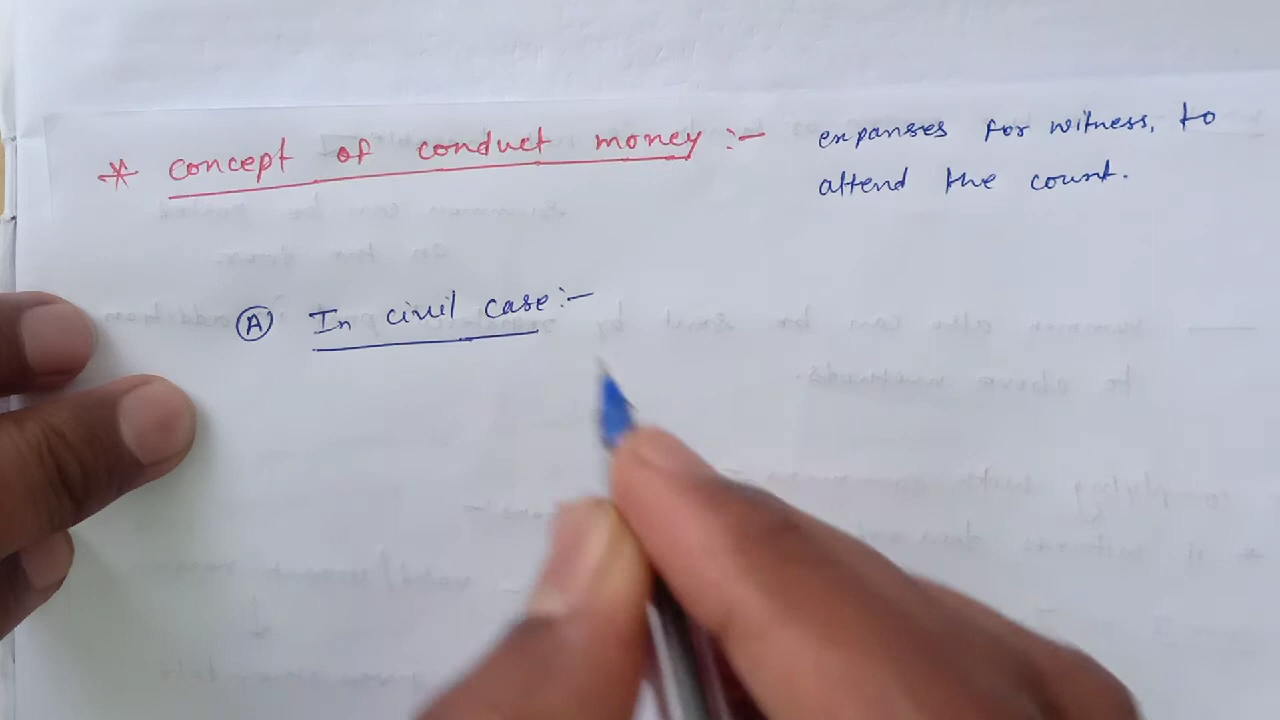 * concept of conduct money :-
expanses for witness, to
attend the count.
(A) In civil case :-